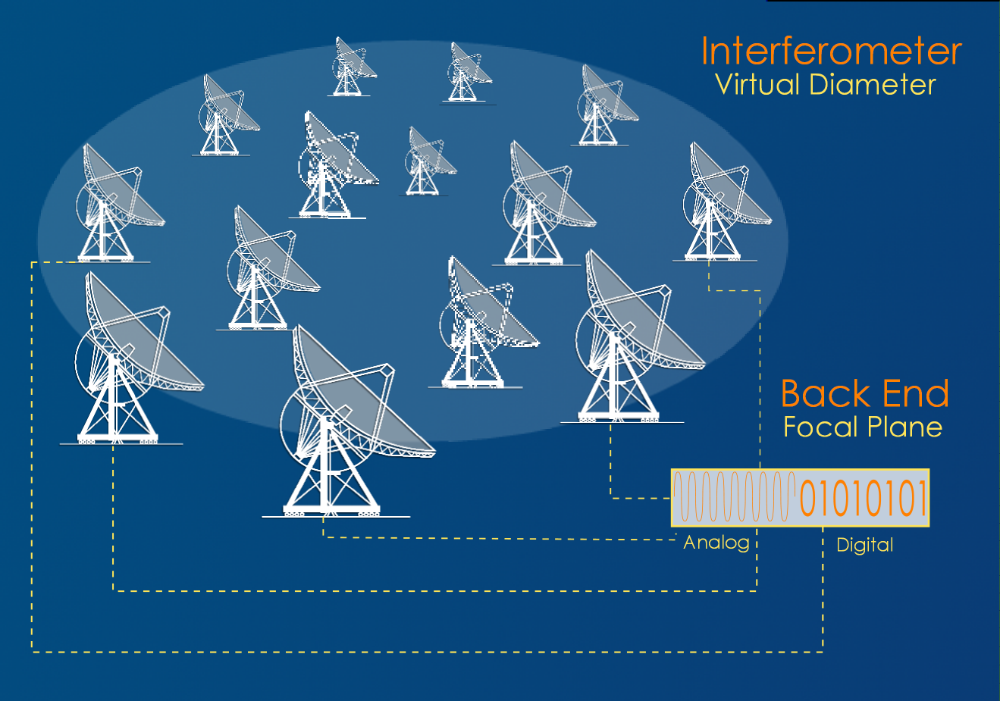 Interferometer
Virtual Diameter
Back End
Focal Plane
01010101
Analog
Digital